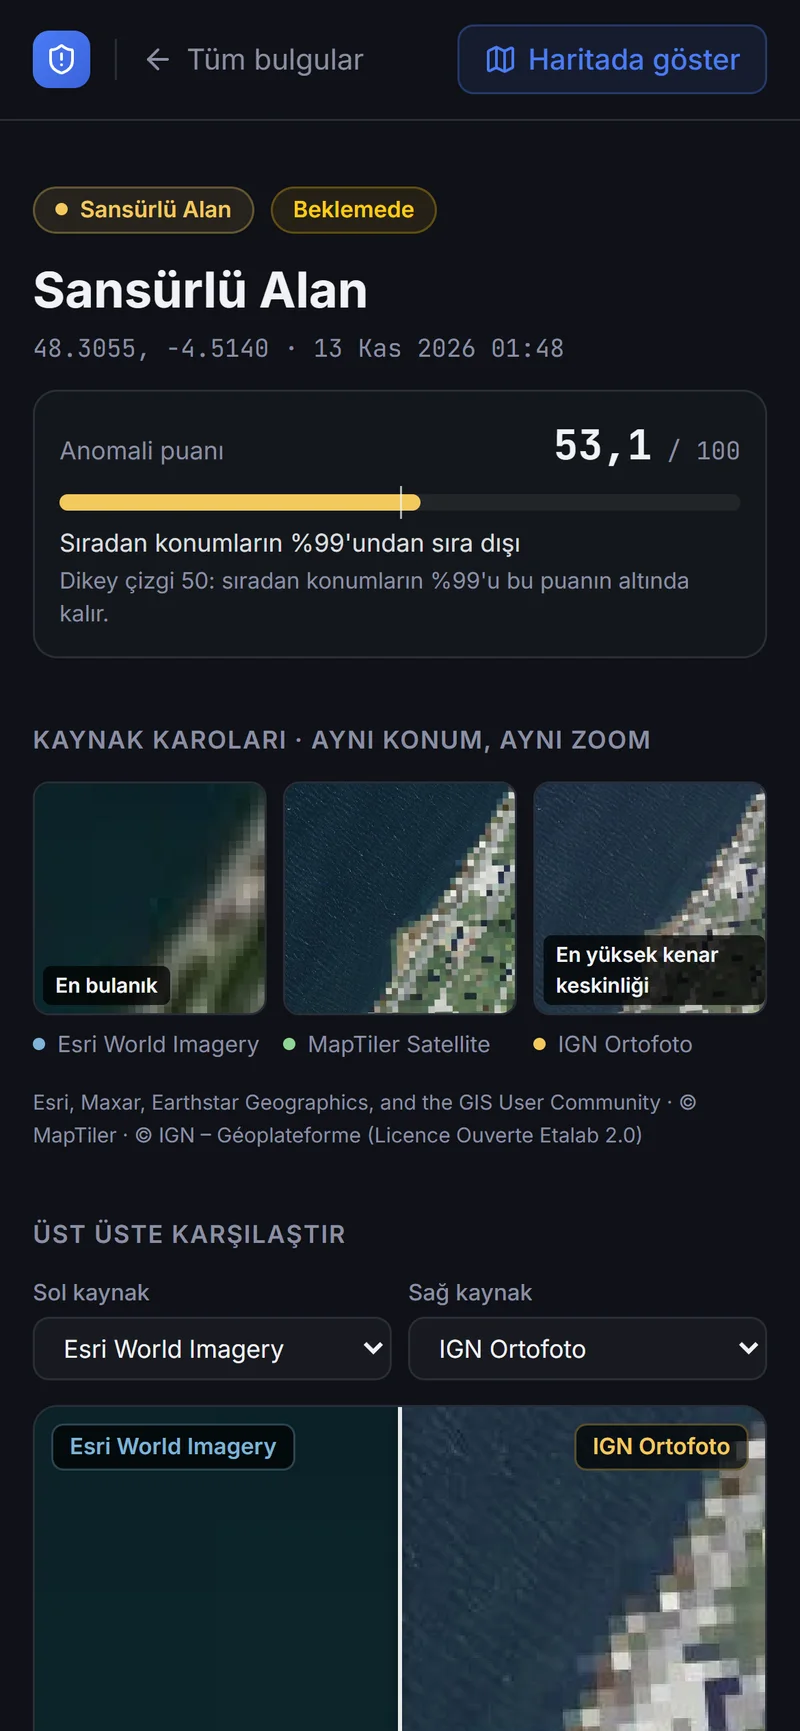 Tüm bulgular
Haritada göster
Sansürlü Alan
Beklemede
Sansürlü Alan
48.3055, -4.5140 · 13 Kas 2026 01:48
Anomali puanı
53,1 / 100
Sıradan konumların %99'undan sıra dışı
Dikey çizgi 50: sıradan konumların %99'u bu puanın altında
kalır.
KAYNAK KAROLARI · AYNI KONUM, AYNI ZOOM
En bulanık
En yüksek kenar
keskinliği
Esri World Imagery
MapTiler Satellite
IGN Ortofoto
Esri, Maxar, Earthstar Geographics, and the GIS User Community · ©
MapTiler · © IGN – Géoplateforme (Licence Ouverte Etalab 2.0)
ÜST ÜSTE KARŞILAŞTIR
Sol kaynak
Sağ kaynak
Esri World Imagery
IGN Ortofoto
Esri World Imagery
IGN Ortofoto